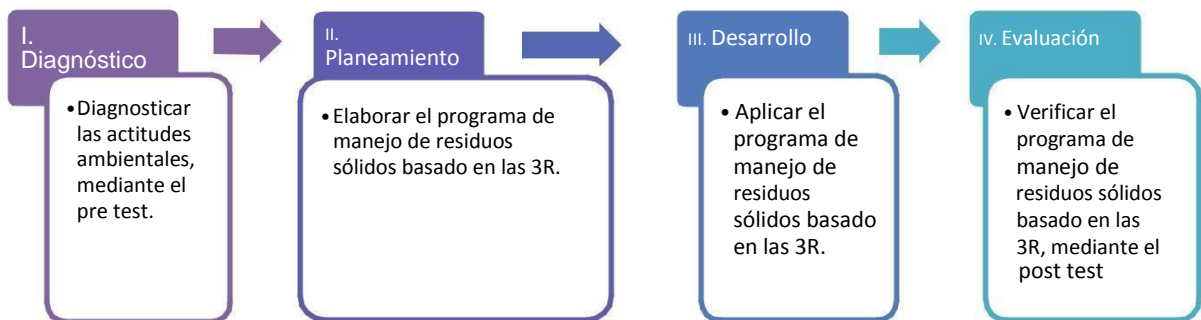 I.
Diagnóstico
•Diagnosticar
las actitudes
ambientales,
mediante el
pre test.
II.
Planeamiento
•Elaborar el programa de
manejo de residuos
sólidos basado en las 3R.
III. Desarrollo
• Aplicar el
programa de
manejo de
residuos
sólidos basado
en las 3R.
IV. Evaluación
• Verificar el
programa de
manejo de
residuos sólidos
basado en las
3R, mediante el
post test